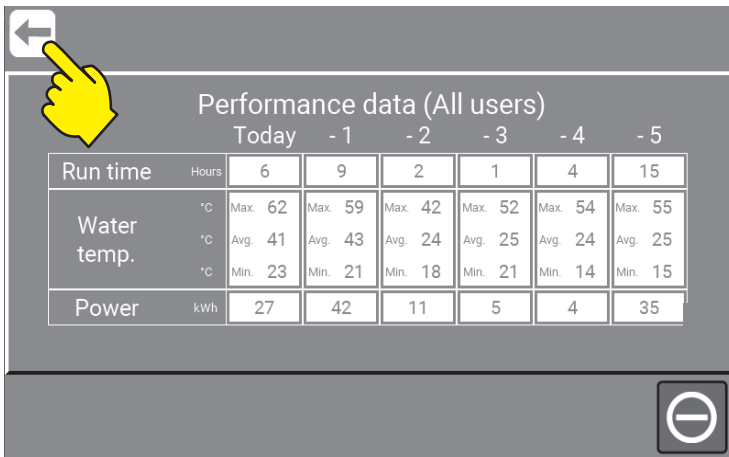 Performance data (All users)
Today - 1 - 2 - 3 - 4 - 5
Run time Hours 6 9 2 1 4 15
Water temp.
°C Max. 62 Max. 59 Max. 42 Max. 52 Max. 54 Max. 55
°C Avg. 41 Avg. 43 Avg. 24 Avg. 25 Avg. 24 Avg. 25
°C Min. 23 Min. 21 Min. 18 Min. 21 Min. 14 Min. 15
Power kWh 27 42 11 5 4 35